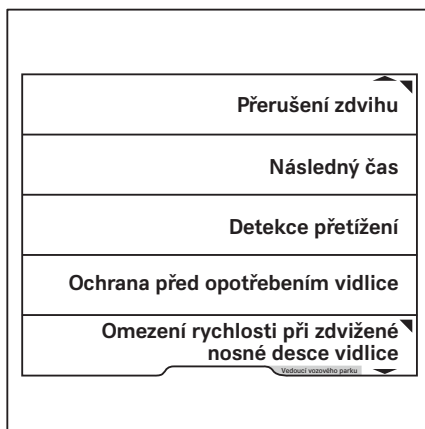 Přerušení zdvihu
Následný čas
Detekce přetížení
Ochrana před opotřebením vidlice
Omezení rychlosti při zdvižené
nosné desce vidlice
Vedoucí vozového parku